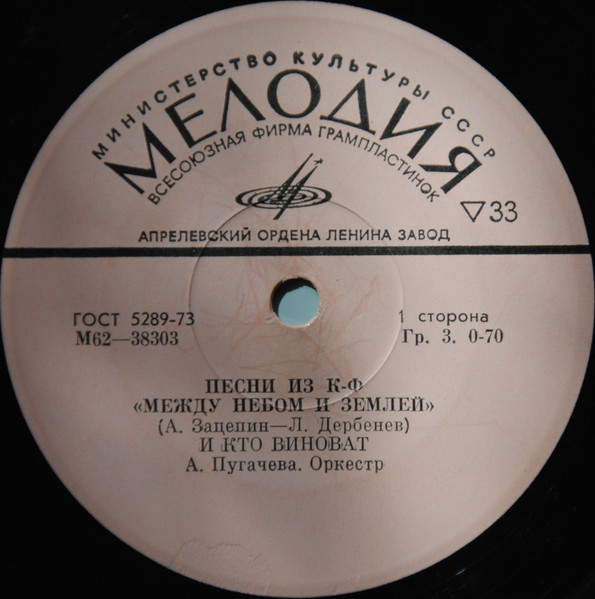 МИНИСТЕРСТВО КУЛЬТУРЫ СССР
МЕЛОДИЯ
ВСЕСОЮЗНАЯ ФИРМА ГРАМПЛАСТИНОК
▽33
АПРЕЛЕВСКИЙ ОРДЕНА ЛЕНИНА ЗАВОД
ГОСТ 5289-73
М62—38303
1 сторона
Гр. 3. 0-70
ПЕСНИ ИЗ К-Ф
«МЕЖДУ НЕБОМ И ЗЕМЛЕЙ»
(А. Зацепин—Л. Дербенев)
И КТО ВИНОВАТ
А. Пугачева. Оркестр